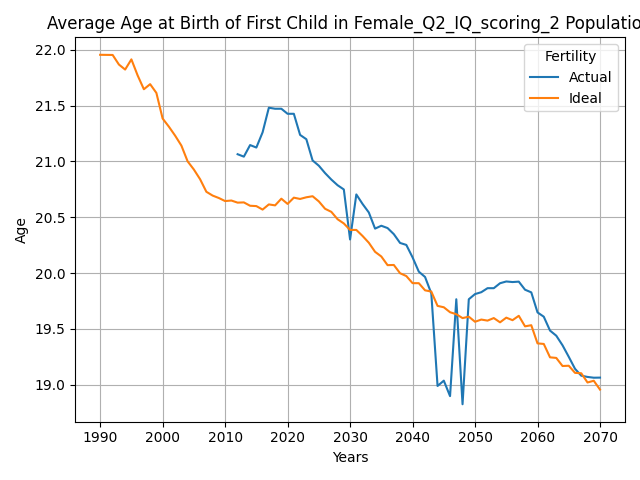 Average Age at Birth of First Child in Female_Q2_IQ_scoring_2 Populatio
Fertility
Actual
Ideal
22.0
21.5
21.0
20.5
20.0
19.5
19.0
Age
1990 2000 2010 2020 2030 2040 2050 2060 2070
Years